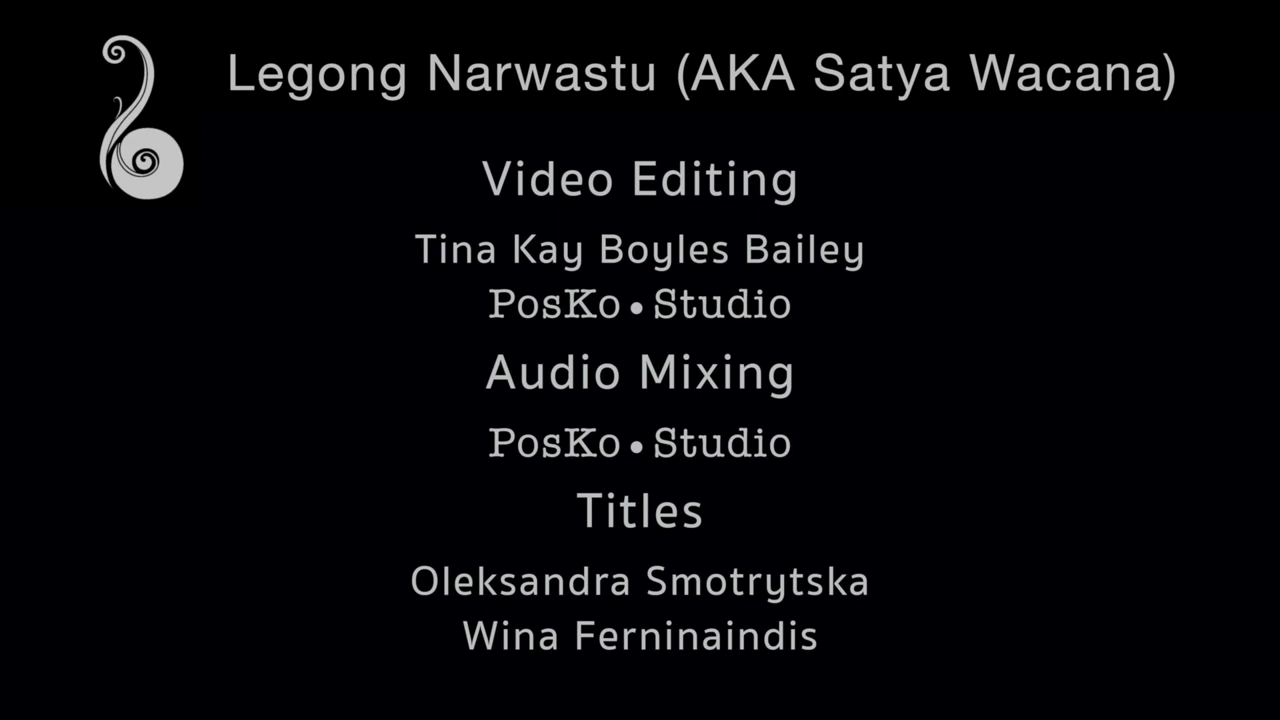 Legong Narwastu (AKA Satya Wacana)
Video Editing
Tina Kay Boyles Bailey
PosKo•Studio
Audio Mixing
PosKo•Studio
Titles
Oleksandra Smotrytska
Wina Ferninaindis